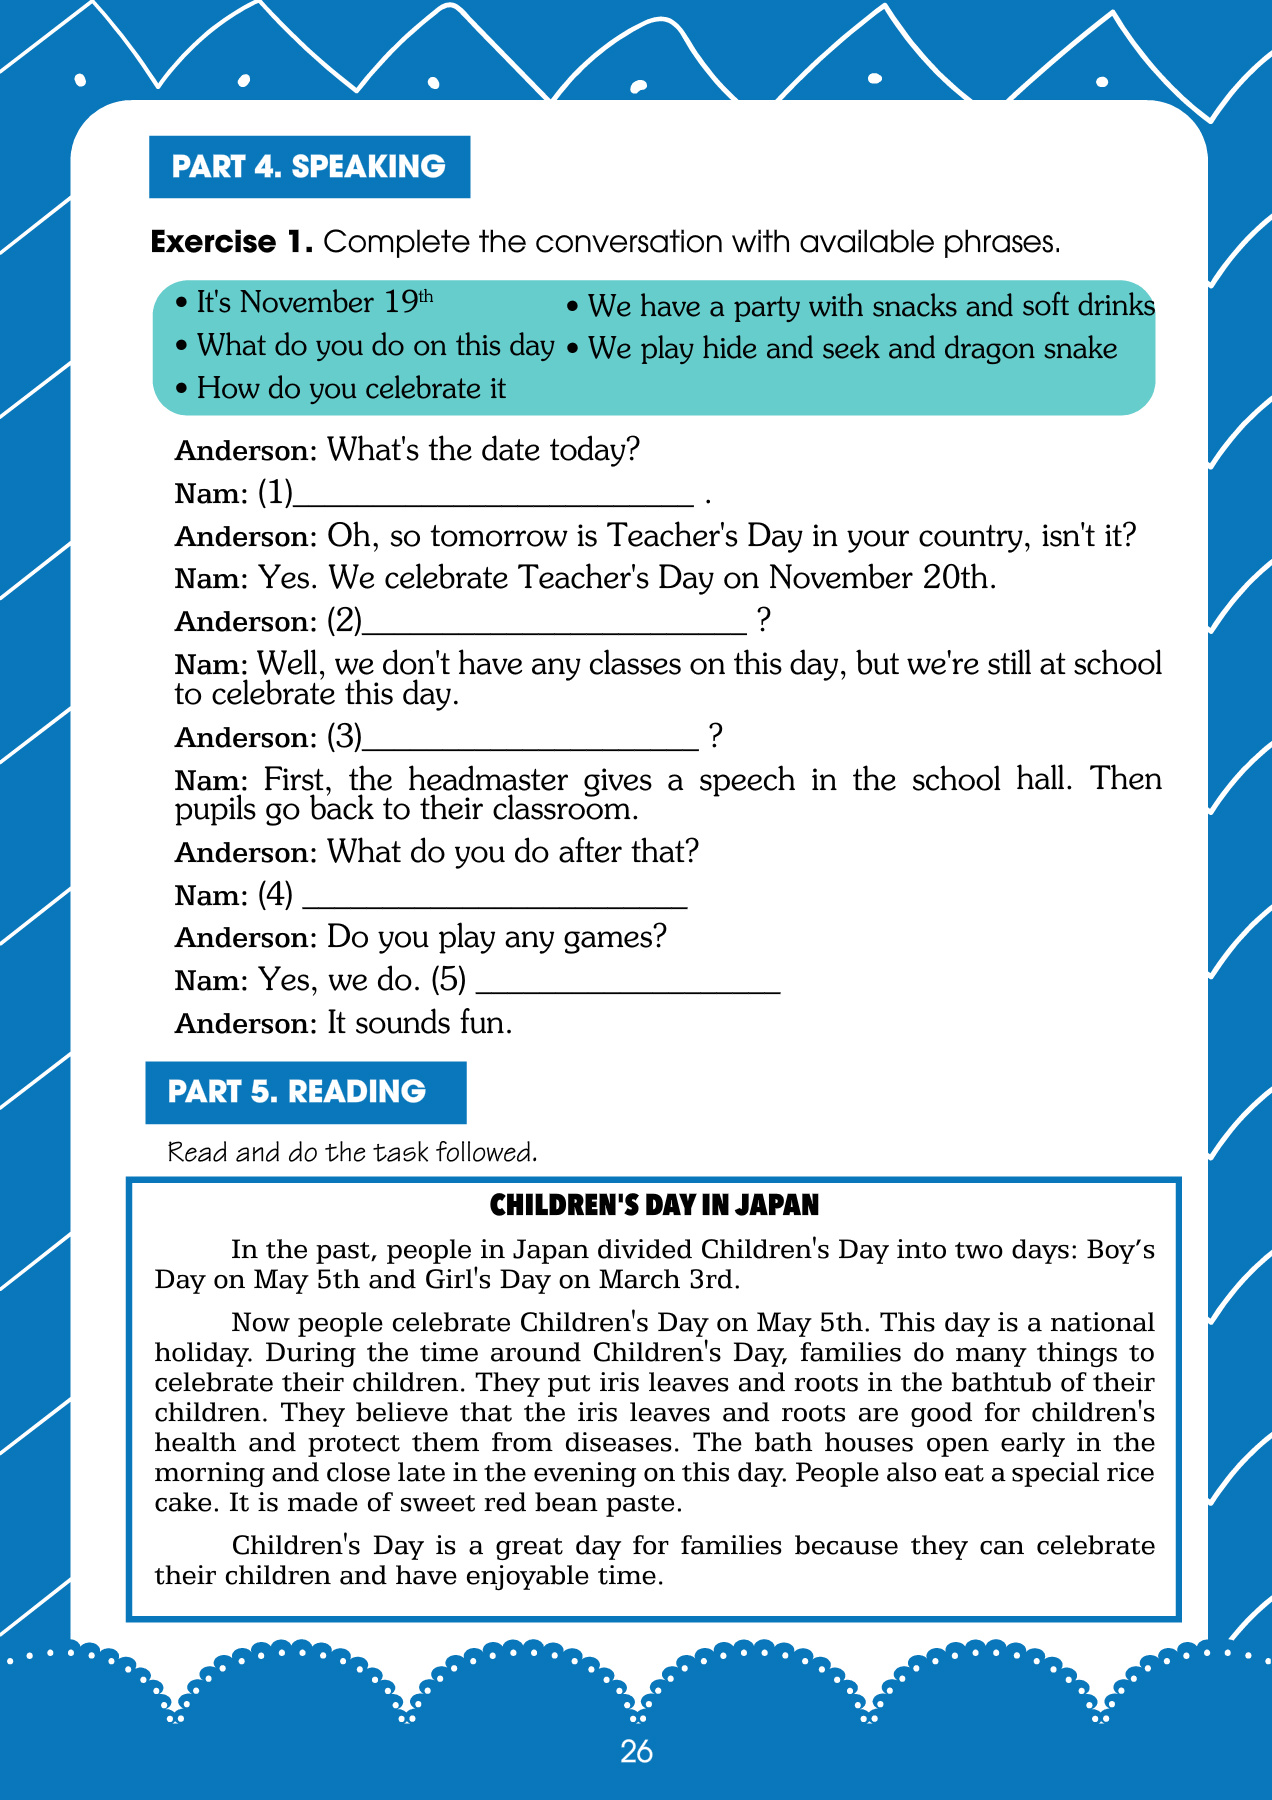 PART 4. SPEAKING
Exercise 1. Complete the conversation with available phrases.
• It's November 19th
• What do you do on this day
• How do you celebrate it
• We have a party with snacks and soft drinks
• We play hide and seek and dragon snake
Anderson: What's the date today?
Nam: (1)_________________________ .
Anderson: Oh, so tomorrow is Teacher's Day in your country, isn't it?
Nam: Yes. We celebrate Teacher's Day on November 20th.
Anderson: (2)________________________ ?
Nam: Well, we don't have any classes on this day, but we're still at school
to celebrate this day.
Anderson: (3)_____________________ ?
Nam: First, the headmaster gives a speech in the school hall. Then
pupils go back to their classroom.
Anderson: What do you do after that?
Nam: (4) ________________________
Anderson: Do you play any games?
Nam: Yes, we do. (5) ___________________
Anderson: It sounds fun.
PART 5. READING
Read and do the task followed.
CHILDREN'S DAY IN JAPAN
In the past, people in Japan divided Children's Day into two days: Boy’s
Day on May 5th and Girl's Day on March 3rd.
Now people celebrate Children's Day on May 5th. This day is a national
holiday. During the time around Children's Day, families do many things to
celebrate their children. They put iris leaves and roots in the bathtub of their
children. They believe that the iris leaves and roots are good for children's
health and protect them from diseases. The bath houses open early in the
morning and close late in the evening on this day. People also eat a special rice
cake. It is made of sweet red bean paste.
Children's Day is a great day for families because they can celebrate
their children and have enjoyable time.
26